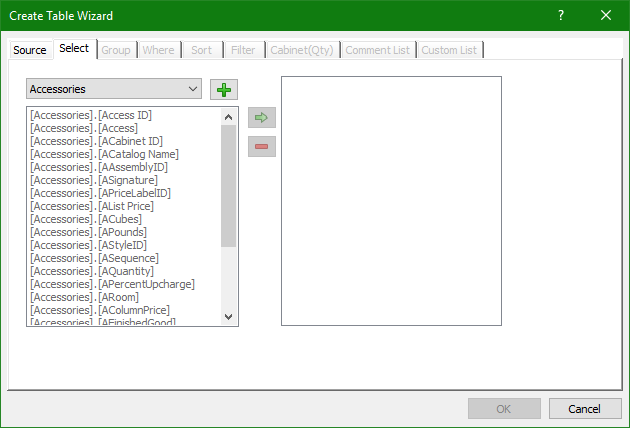 Create Table Wizard ?
Source Select Group Where Sort Filter Cabinet(Qty) Comment List Custom List
Accessories
[Accessories].[Access ID]
[Accessories].[Access]
[Accessories].[ACabinet ID]
[Accessories].[ACatalog Name]
[Accessories].[AAssemblyID]
[Accessories].[ASignature]
[Accessories].[APriceLabelID]
[Accessories].[AList Price]
[Accessories].[ACubes]
[Accessories].[APounds]
[Accessories].[AStyleID]
[Accessories].[ASequence]
[Accessories].[AQuantity]
[Accessories].[APercentUpcharge]
[Accessories].[ARoom]
[Accessories].[AColumnPrice]
[Accessories].[AFinishedGood]
OK Cancel